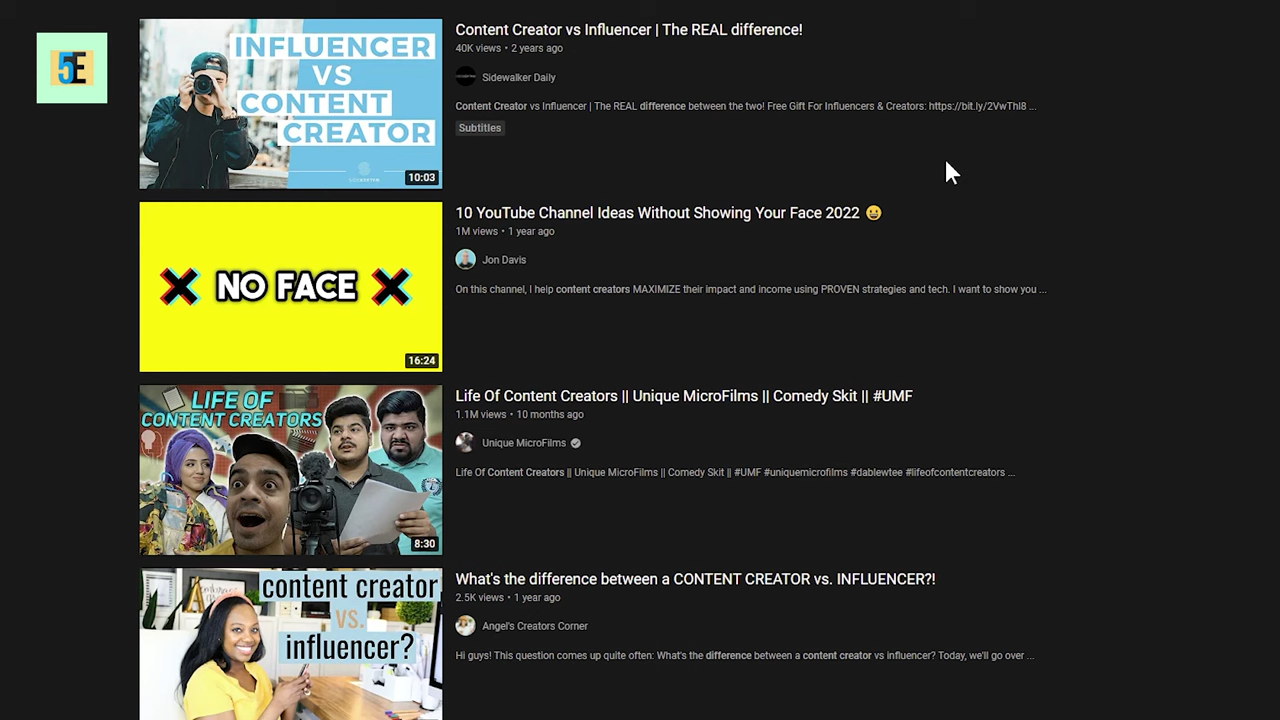 5E
INFLUENCER
VS
CONTENT
CREATOR
10:03
Content Creator vs Influencer | The REAL difference!
40K views • 2 years ago
Sidewalker Daily
Content Creator vs Influencer | The REAL difference between the two! Free Gift For Influencers & Creators: https://bit.ly/2VwThl8 ...
Subtitles
NO FACE
16:24
10 YouTube Channel Ideas Without Showing Your Face 2022 😀
1M views • 1 year ago
Jon Davis
On this channel, I help content creators MAXIMIZE their impact and income using PROVEN strategies and tech. I want to show you ...
LIFE OF
CONTENT CREATORS
8:30
Life Of Content Creators || Unique MicroFilms || Comedy Skit || #UMF
1.1M views • 10 months ago
Unique MicroFilms
Life Of Content Creators || Unique MicroFilms || Comedy Skit || #UMF #uniquemicrofilms #dablewtee #lifeofcontentcreators ...
content creator
vs.
influencer?
What's the difference between a CONTENT CREATOR vs. INFLUENCER?!
2.5K views • 1 year ago
Angel's Creators Corner
Hi guys! This question comes up quite often: What's the difference between a content creator vs influencer? Today, we'll go over ...